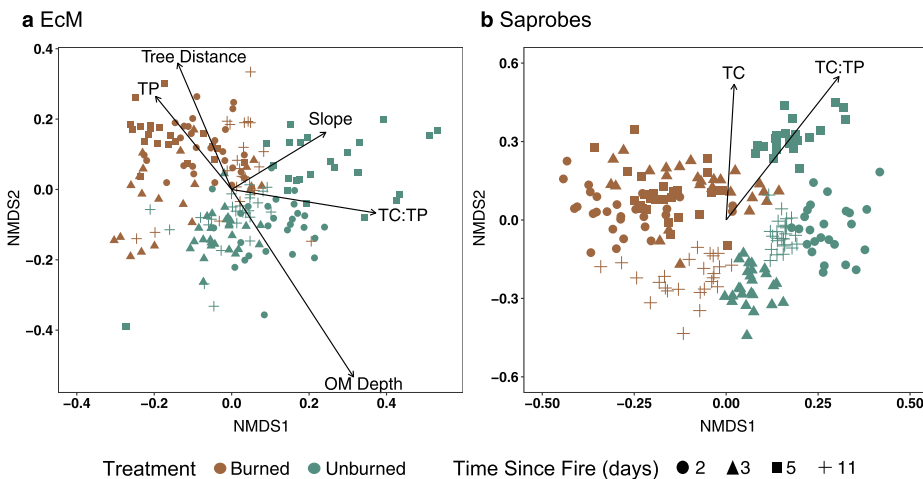 a EcM
b Saprobes
0.4
0.2
0.0
−0.2
−0.4
NMDS2
Tree Distance
TP
Slope
TC:TP
OM Depth
−0.4
−0.2
0.0
0.2
0.4
NMDS1
0.6
0.3
0.0
−0.3
−0.6
NMDS2
TC
TC:TP
−0.50
−0.25
0.00
0.25
0.50
NMDS1
Treatment Burned Unburned Time Since Fire (days) 2 3 5 11